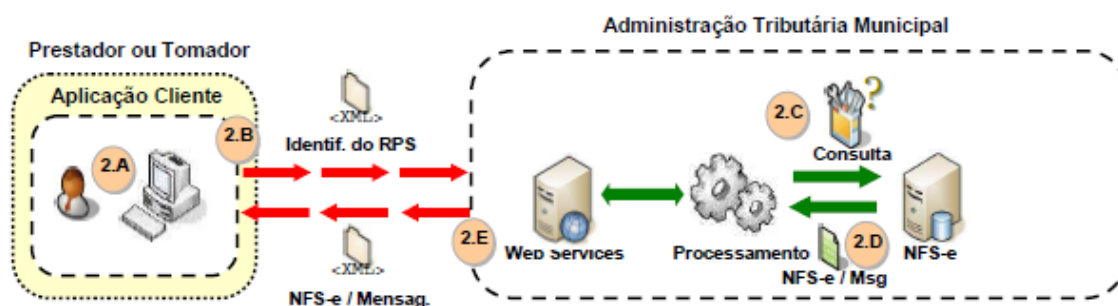 Administração Tributária Municipal
Prestador ou Tomador
Aplicação Cliente
2.A
2.B
<XML>
Identif. do RPS
<XML>
NFS-e / Mensag.
2.E
Web Services
Processamento
2.C
?
Consulta
2.D
NFS-e / Msg
NFS-e